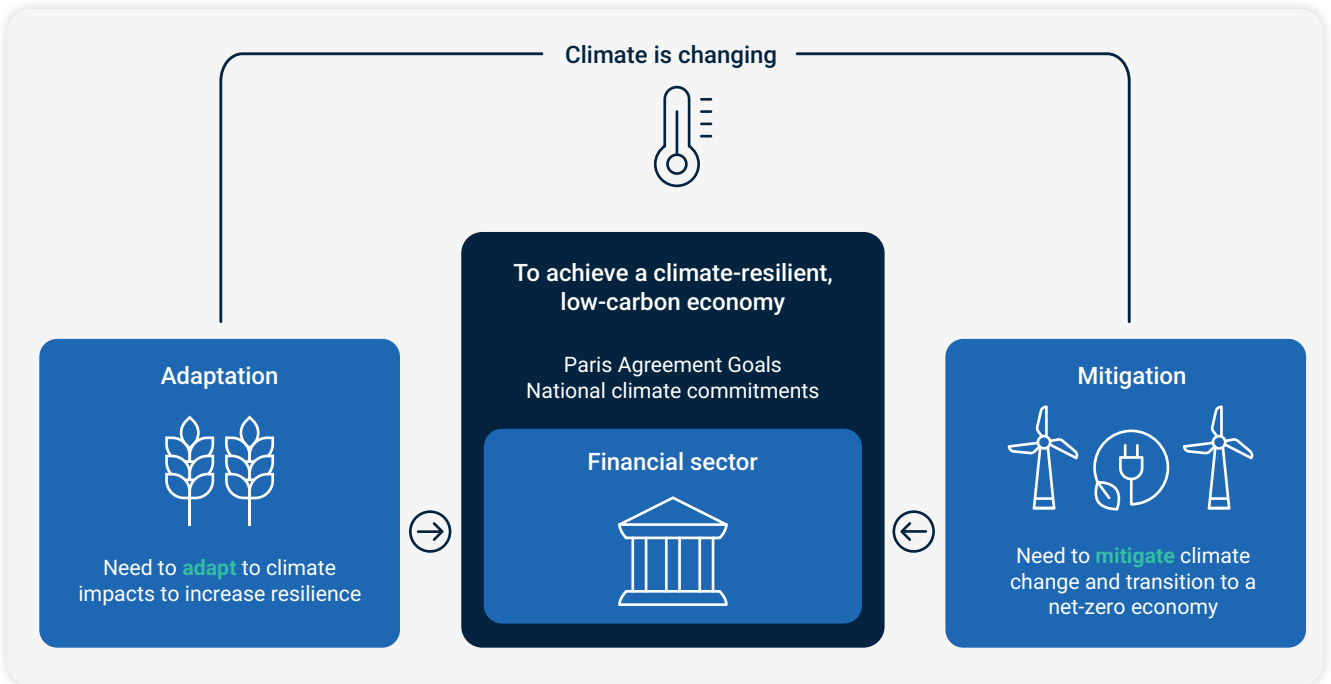 Climate is changing
To achieve a climate-resilient,
low-carbon economy
Paris Agreement Goals
National climate commitments
Financial sector
Adaptation
Need to adapt to climate
impacts to increase resilience
Mitigation
Need to mitigate climate
change and transition to a
net-zero economy